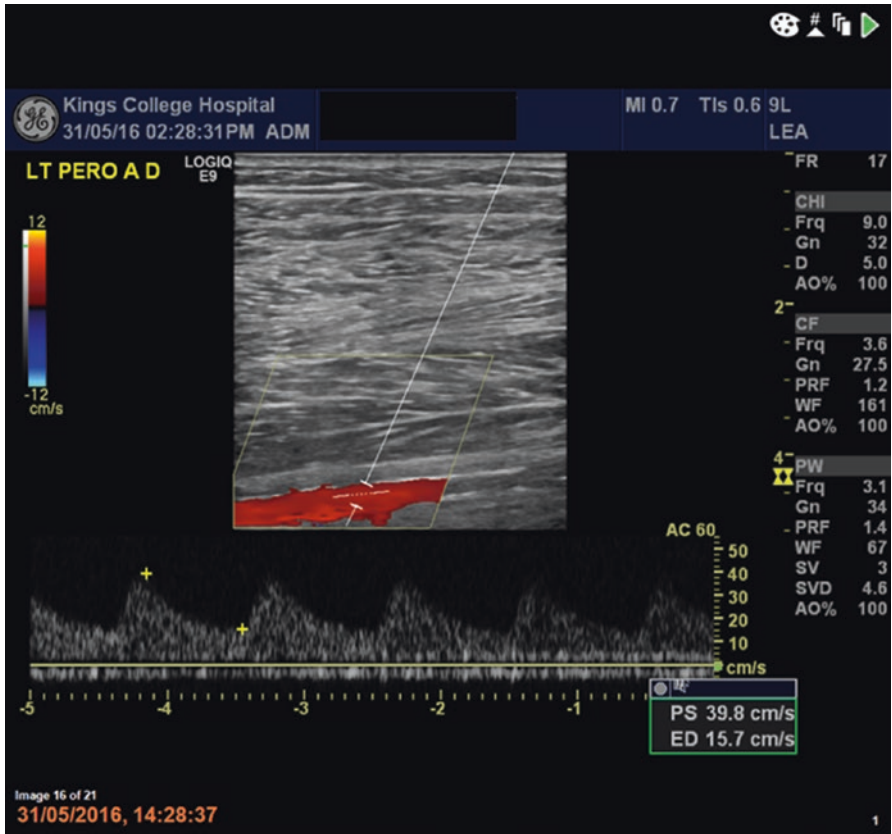 #
Kings College Hospital
31/05/16 02:28:31PM ADM
MI 0.7 TIs 0.6 9L
LEA
LT PERO A D
LOGIQ
E9
12
-12
cm/s
2
4
FR 17
CHI
Frq 9.0
Gn 32
D 5.0
AO% 100
CF
Frq 3.6
Gn 27.5
PRF 1.2
WF 161
AO% 100
PW
Frq 3.1
Gn 34
PRF 1.4
WF 67
SV 3
SVD 4.6
AO% 100
AC 60
50
40
30
20
10
cm/s
-5 -4 -3 -2 -1
PS 39.8 cm/s
ED 15.7 cm/s
Image 16 of 21
31/05/2016, 14:28:37
1